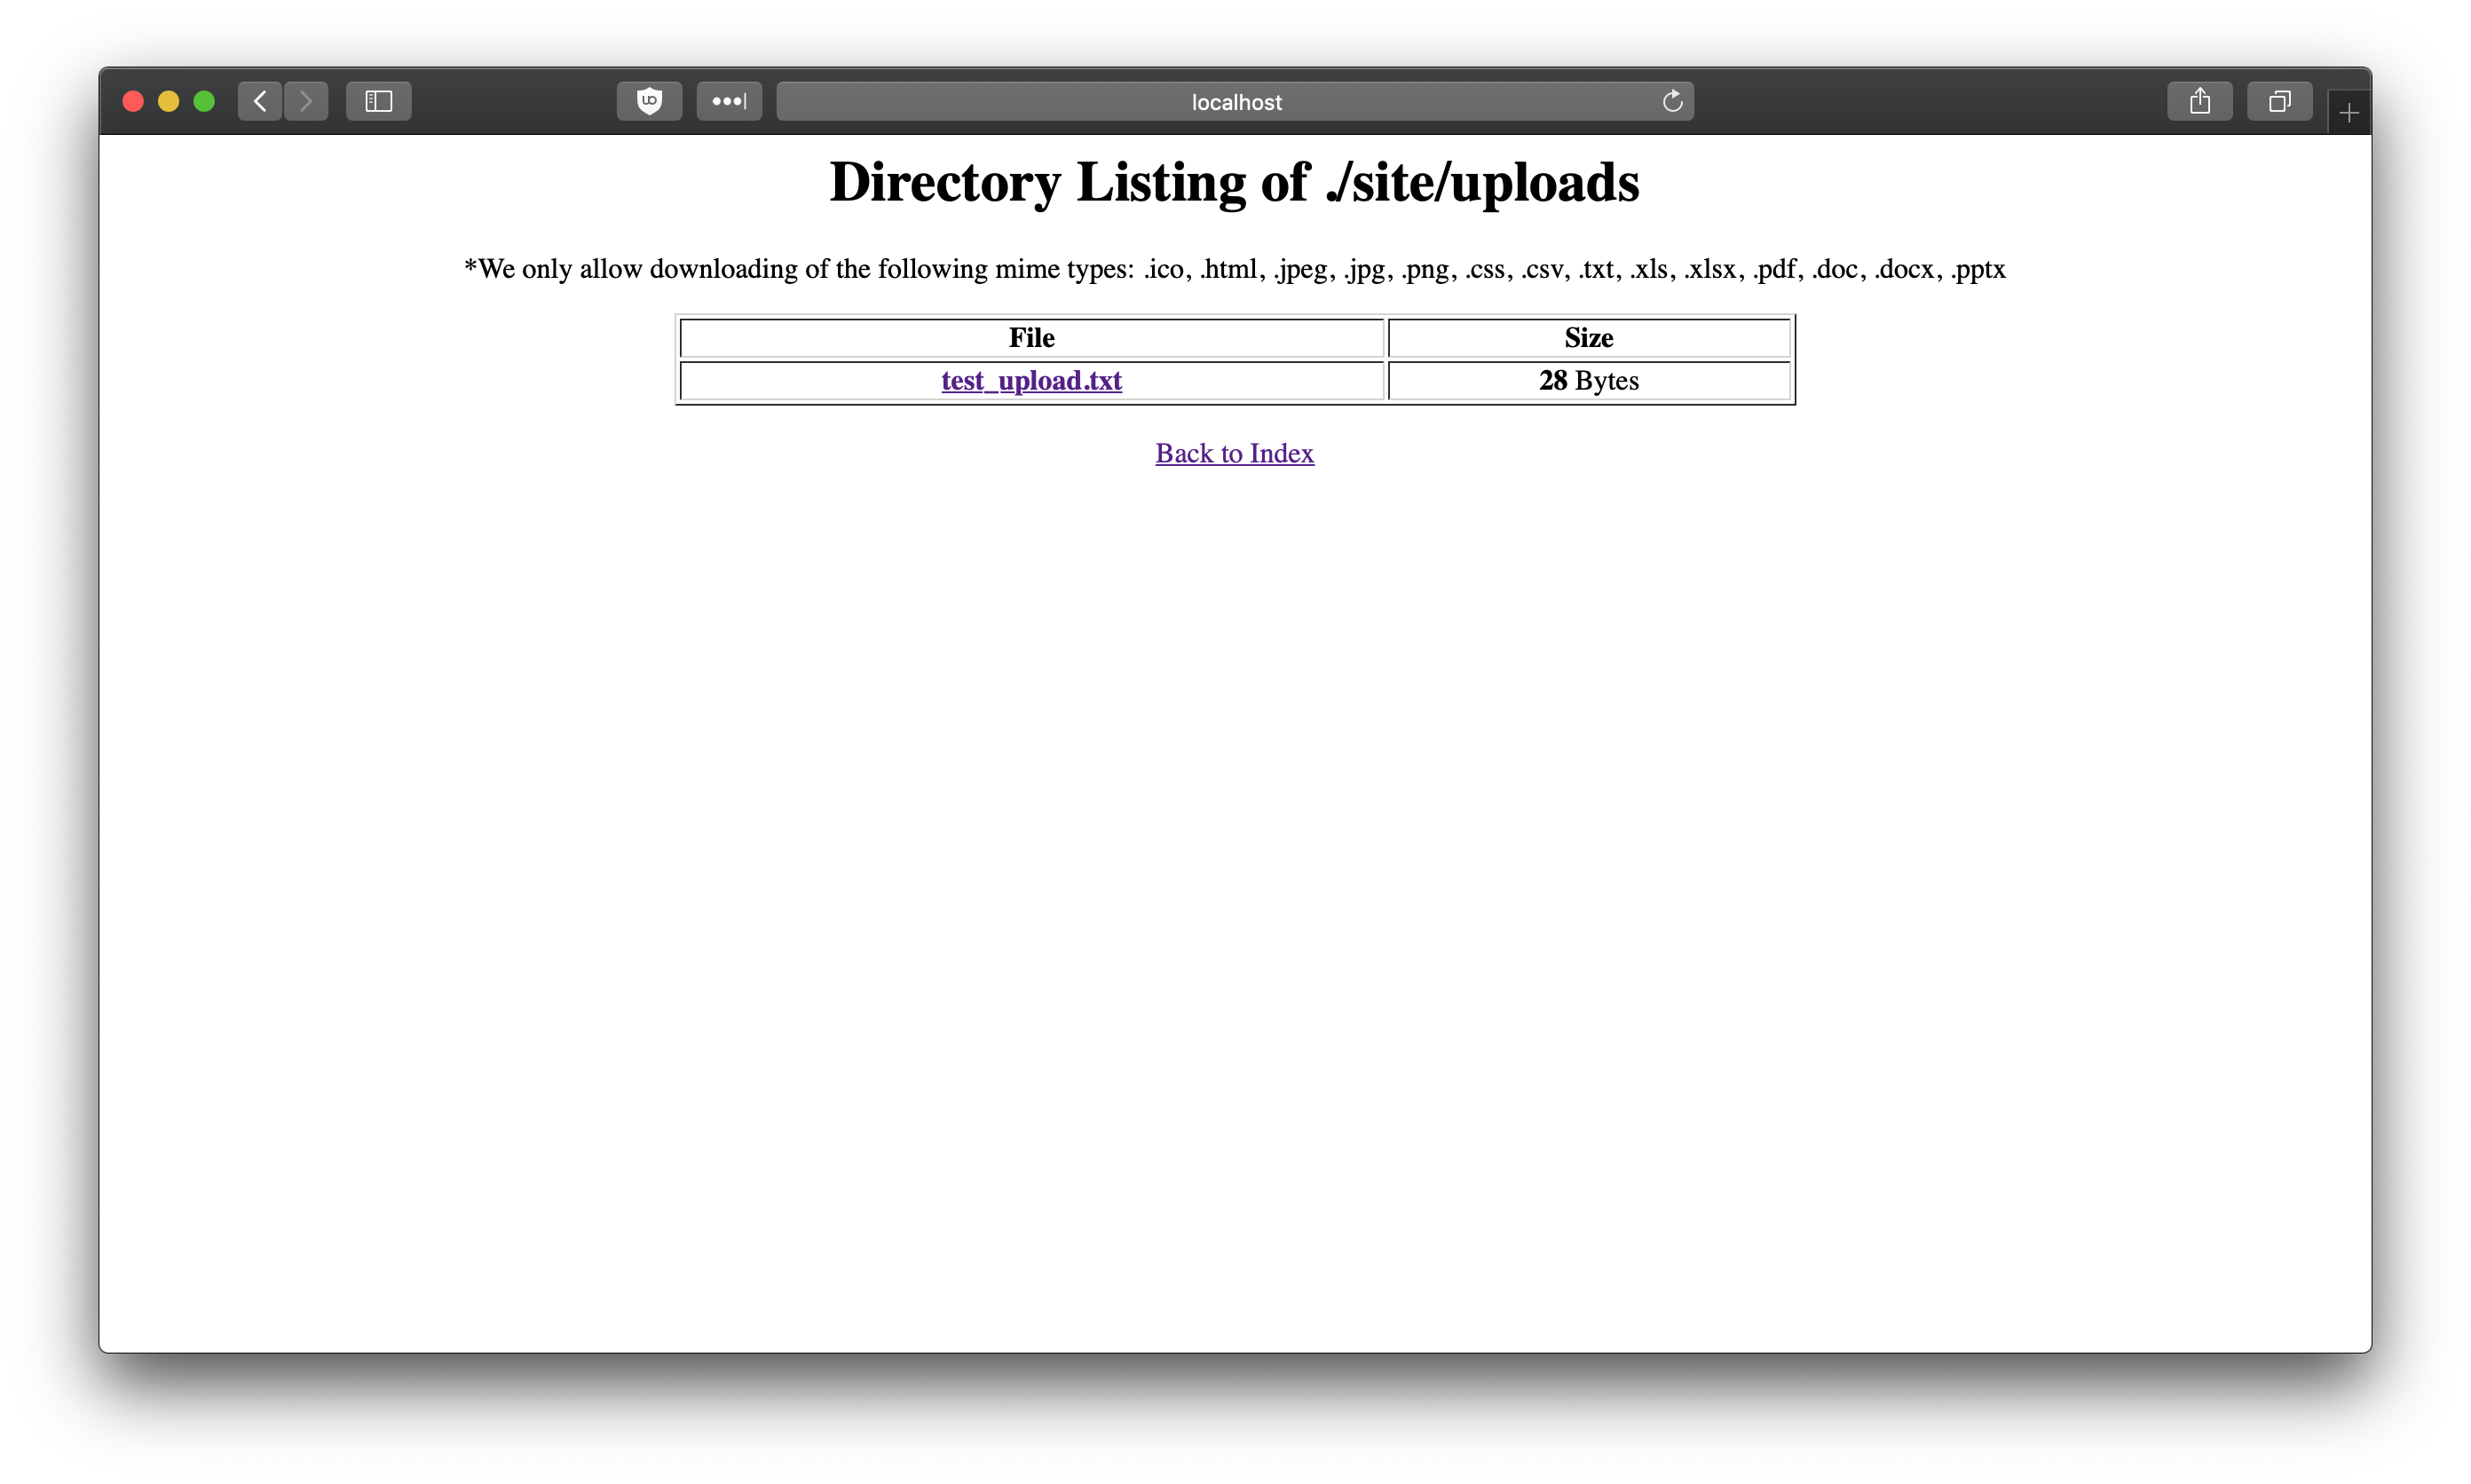 localhost
Directory Listing of ./site/uploads
*We only allow downloading of the following mime types: .ico, .html, .jpeg, .jpg, .png, .css, .csv, .txt, .xls, .xlsx, .pdf, .doc, .docx, .pptx
File Size
test_upload.txt 28 Bytes
Back to Index